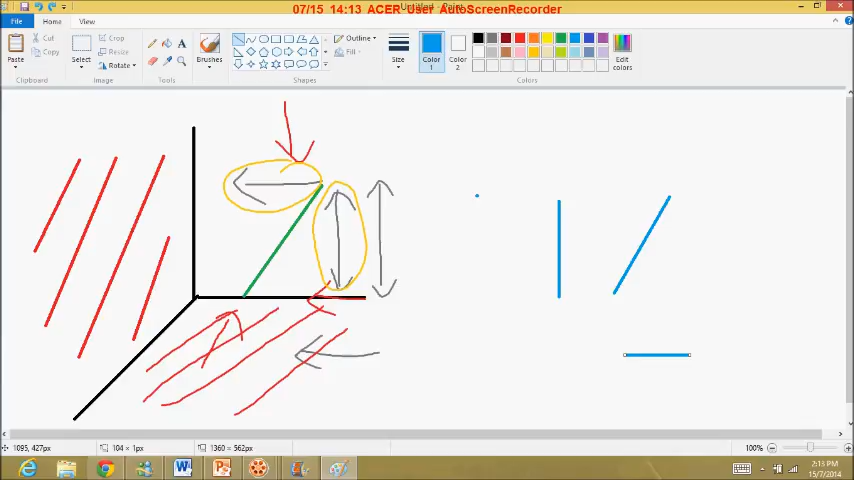 07/15 14:13 ACER User AutoScreenRecorder
File
Home
View
Paste
Cut
Copy
Clipboard
Select
Crop
Resize
Rotate
Image
Tools
Brushes
Shapes
Outline
Fill
Size
Color 1
Color 2
Edit colors
Colors
1095, 427px
104 × 1px
1360 × 562px
100%
2:13 PM
15/7/2014